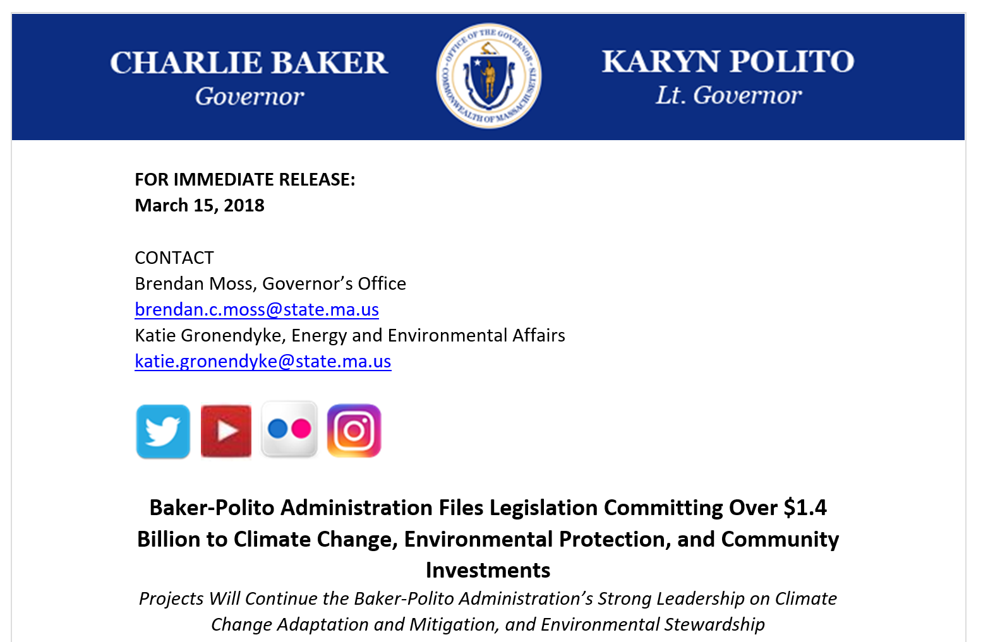 CHARLIE BAKER
Governor
OFFICE OF THE GOVERNOR
COMMONWEALTH OF MASSACHUSETTS
KARYN POLITO
Lt. Governor
FOR IMMEDIATE RELEASE:
March 15, 2018
CONTACT
Brendan Moss, Governor’s Office
brendan.c.moss@state.ma.us
Katie Gronendyke, Energy and Environmental Affairs
katie.gronendyke@state.ma.us
Baker-Polito Administration Files Legislation Committing Over $1.4
Billion to Climate Change, Environmental Protection, and Community
Investments
Projects Will Continue the Baker-Polito Administration’s Strong Leadership on Climate
Change Adaptation and Mitigation, and Environmental Stewardship